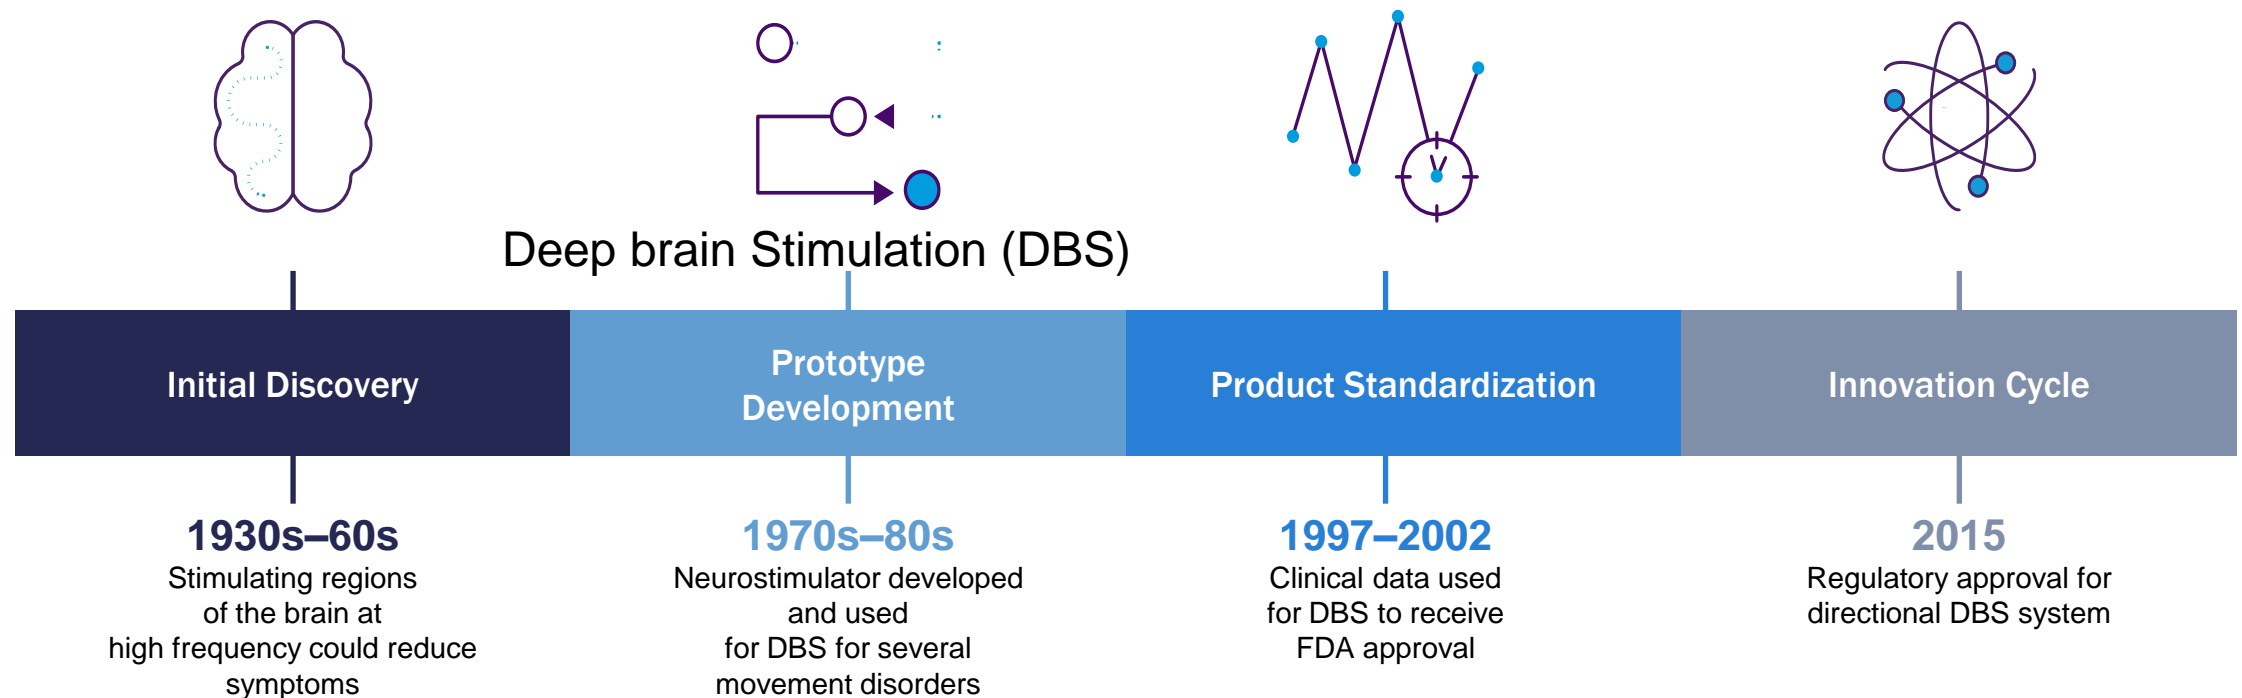 Deep brain Stimulation (DBS)
Initial Discovery
Prototype
Development
Product Standardization
Innovation Cycle
1930s–60s
Stimulating regions
of the brain at
high frequency could reduce
symptoms
1970s–80s
Neurostimulator developed
and used
for DBS for several
movement disorders
1997–2002
Clinical data used
for DBS to receive
FDA approval
2015
Regulatory approval for
directional DBS system